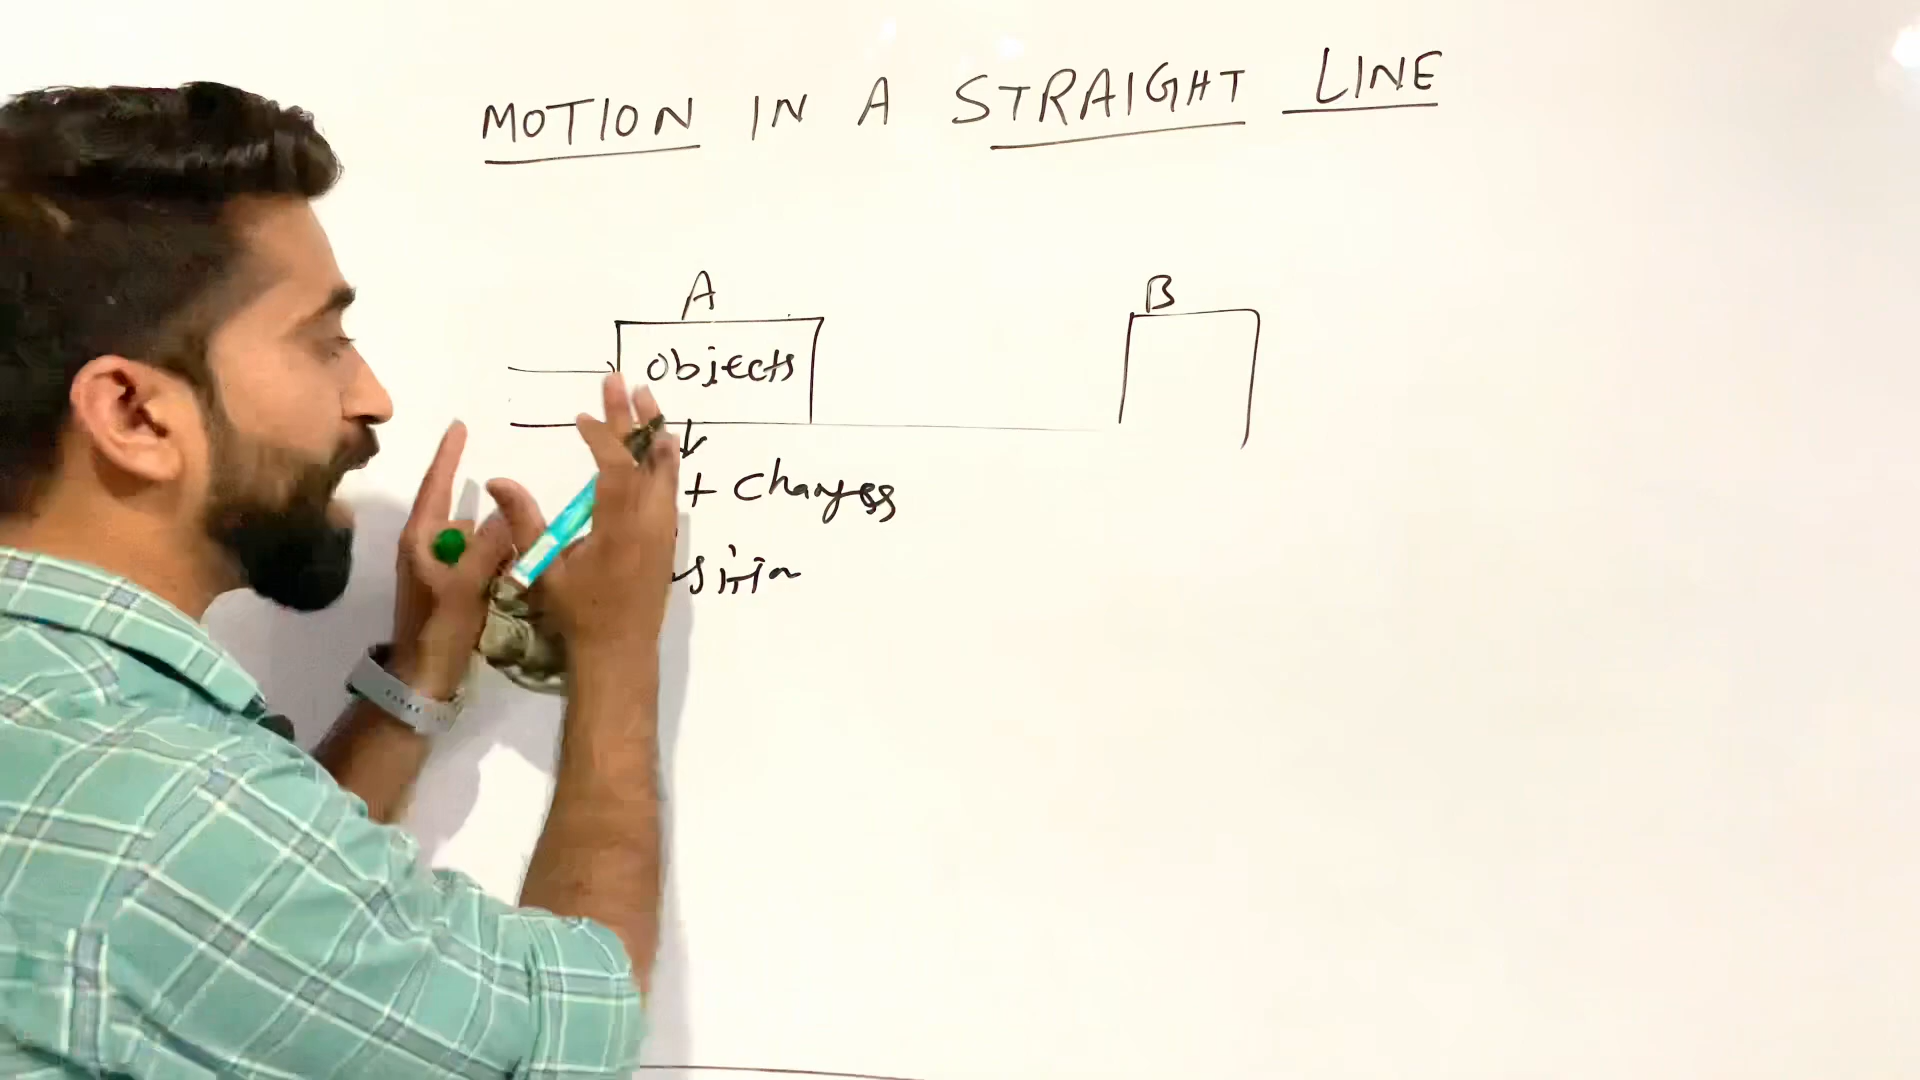 MOTION IN A STRAIGHT LINE
A
B
objects
+ changes